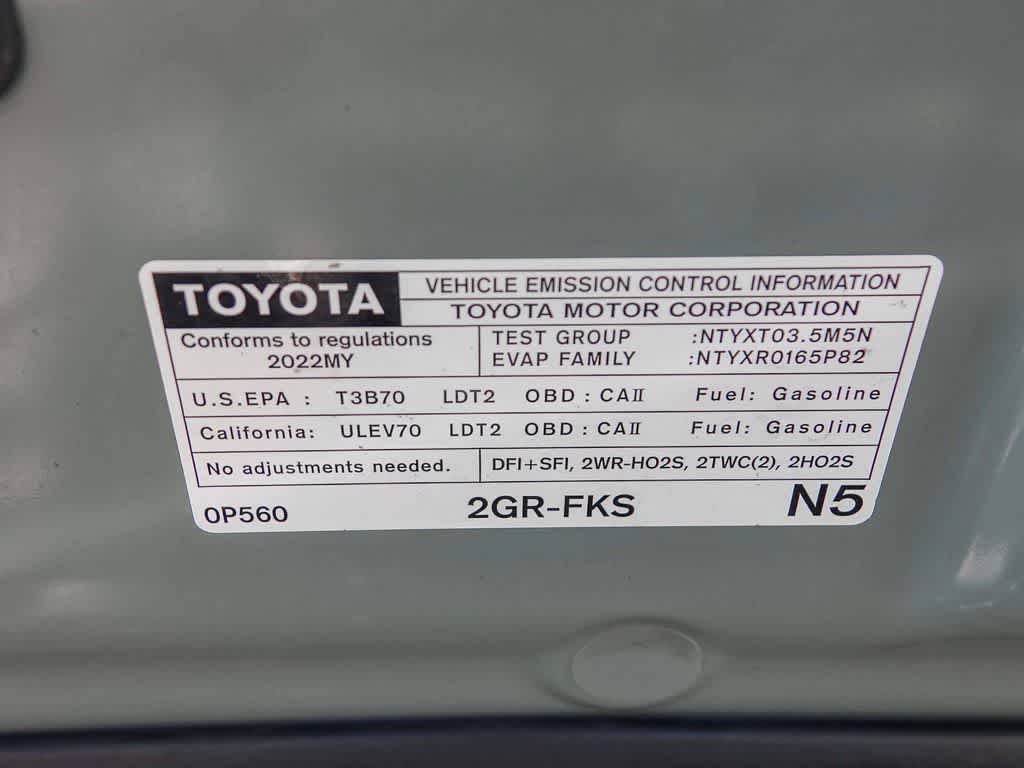 TOYOTA
VEHICLE EMISSION CONTROL INFORMATION
TOYOTA MOTOR CORPORATION
Conforms to regulations
2022MY
TEST GROUP :NTYXT03.5M5N
EVAP FAMILY :NTYXR0165P82
U.S.EPA : T3B70 LDT2 OBD : CAII Fuel: Gasoline
California: ULEV70 LDT2 OBD : CAII Fuel: Gasoline
No adjustments needed.
DFI+SFI, 2WR-HO2S, 2TWC(2), 2HO2S
0P560 2GR-FKS N5